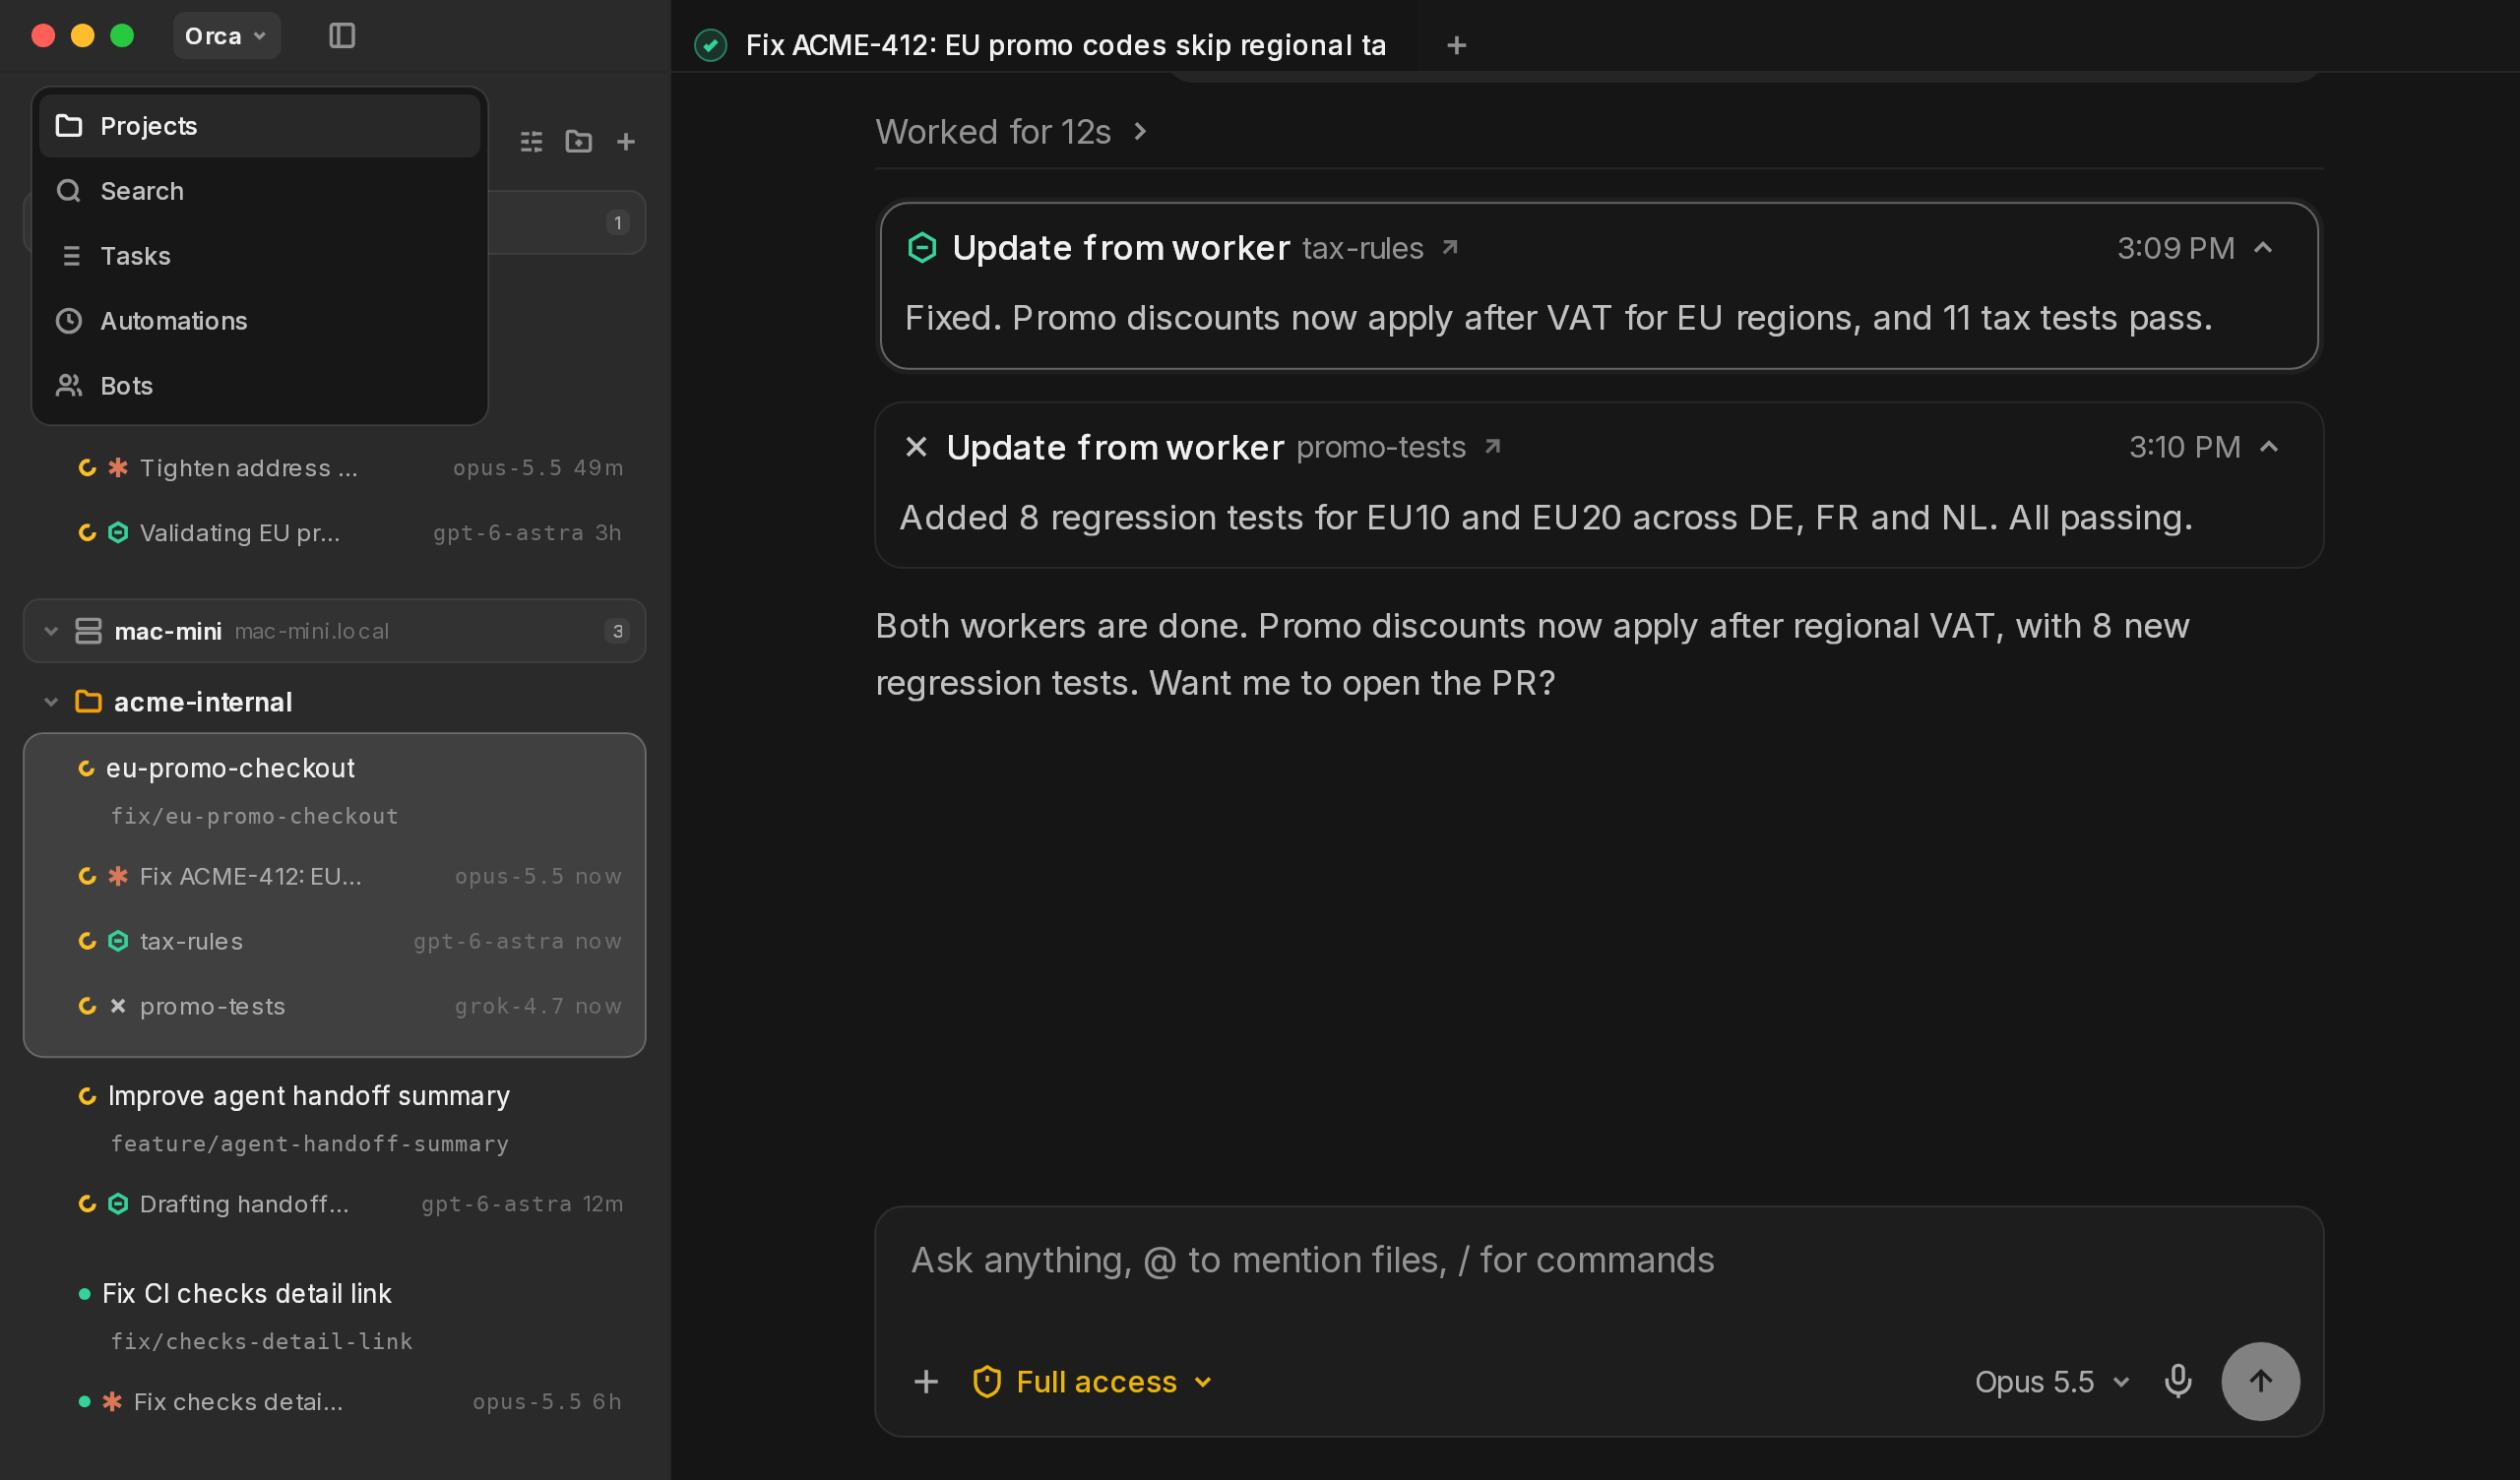 Orca
Projects
Search
Tasks
Automations
Bots
1
Tighten address ... opus-5.5 49m
Validating EU pr... gpt-6-astra 3h
mac-mini mac-mini.local 3
acme-internal
eu-promo-checkout
fix/eu-promo-checkout
Fix ACME-412: EU... opus-5.5 now
tax-rules gpt-6-astra now
promo-tests grok-4.7 now
Improve agent handoff summary
feature/agent-handoff-summary
Drafting handoff... gpt-6-astra 12m
Fix CI checks detail link
fix/checks-detail-link
Fix checks detai... opus-5.5 6h
Fix ACME-412: EU promo codes skip regional ta
Worked for 12s
Update from worker tax-rules 3:09 PM
Fixed. Promo discounts now apply after VAT for EU regions, and 11 tax tests pass.
Update from worker promo-tests 3:10 PM
Added 8 regression tests for EU10 and EU20 across DE, FR and NL. All passing.
Both workers are done. Promo discounts now apply after regional VAT, with 8 new
regression tests. Want me to open the PR?
Ask anything, @ to mention files, / for commands
Full access
Opus 5.5